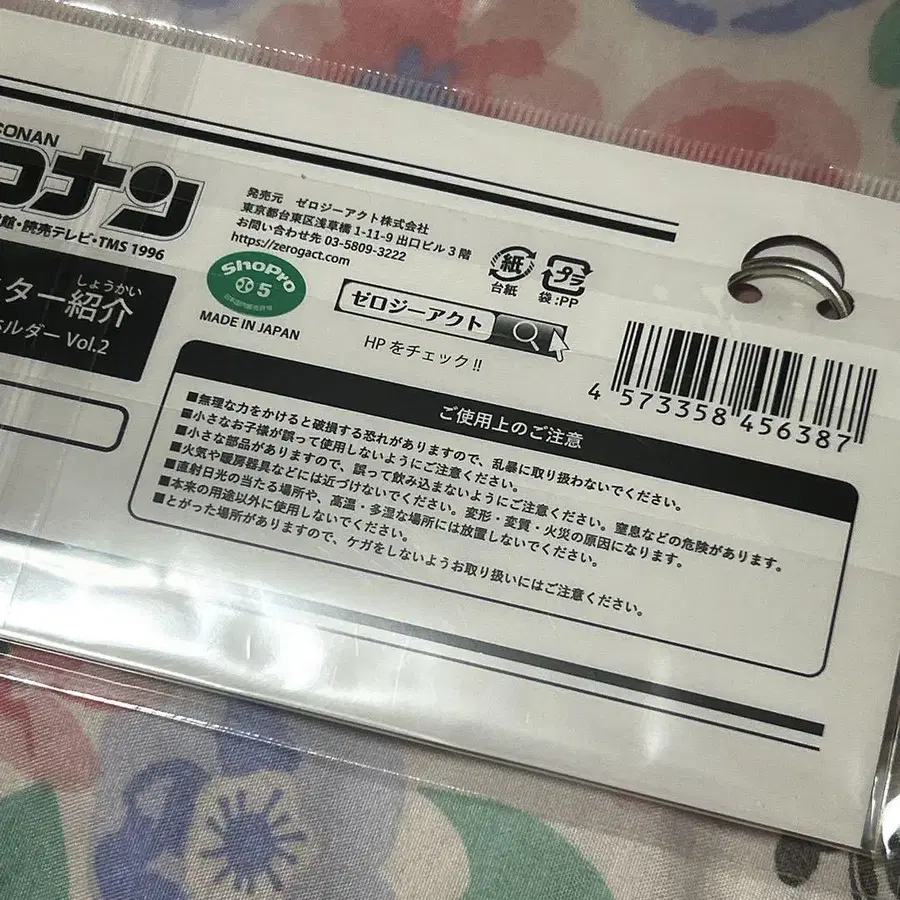 CONAN
コナン
館・読売テレビ・TMS 1996
しょうかい
ター紹介
ルダー Vol.2
発売元 ゼロジーアクト株式会社
東京都台東区浅草橋 1-11-9 出口ビル 3 階
お問い合わせ先 03-5809-3222
https://zerogact.com
ShoPro
小 5
MADE IN JAPAN
紙
台紙
プラ
袋:PP
ゼロジーアクト
HP をチェック!!
4 573358 456387
ご使用上のご注意
■無理な力をかけると破損する恐れがありますので、乱暴に取り扱わないでください。
■小さなお子様が誤って使用しないようにご注意ください。
■小さな部品がありますので、誤って飲み込まないようにご注意ください。窒息などの危険があります。
■火気や暖房器具などには近づけないでください。変形・変質・火災の原因になります。
■直射日光の当たる場所や、高温・多湿な場所には放置しないでください。
■本来の用途以外に使用しないでください。
■とがった場所がありますので、ケガをしないようお取り扱いにはご注意ください。